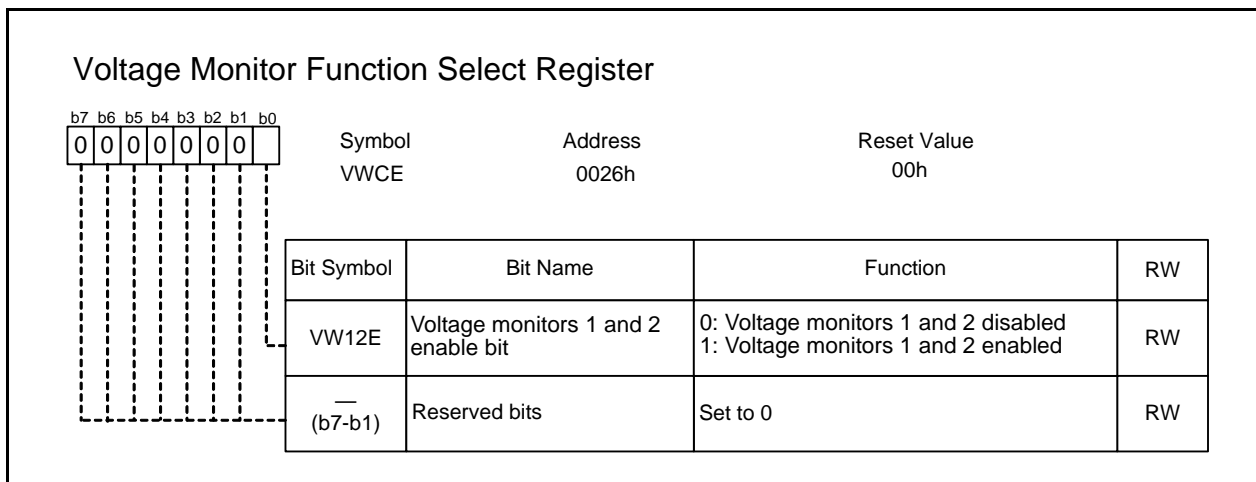 Voltage Monitor Function Select Register
b7 b6 b5 b4 b3 b2 b1 b0
0 0 0 0 0 0 0
Symbol Address Reset Value
VWCE 0026h 00h
Bit Symbol Bit Name Function RW
VW12E Voltage monitors 1 and 2 enable bit 0: Voltage monitors 1 and 2 disabled RW
1: Voltage monitors 1 and 2 enabled
— (b7-b1) Reserved bits Set to 0 RW